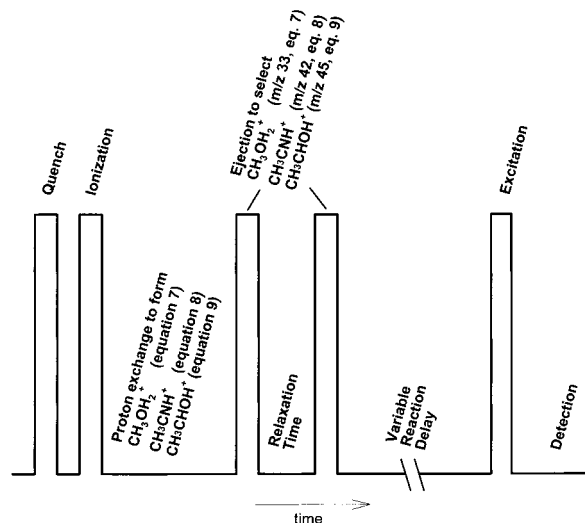 Quench
Ionization
Proton exchange to form
CH₃OH₂⁺ (equation 7)
CH₃CNH⁺ (equation 8)
CH₃CHOH⁺ (equation 9)
Ejection to select
CH₃OH₂⁺ (m/z 33, eq. 7)
CH₃CNH⁺ (m/z 42, eq. 8)
CH₃CHOH⁺ (m/z 45, eq. 9)
Relaxation
Time
Variable
Reaction
Delay
Excitation
Detection
time